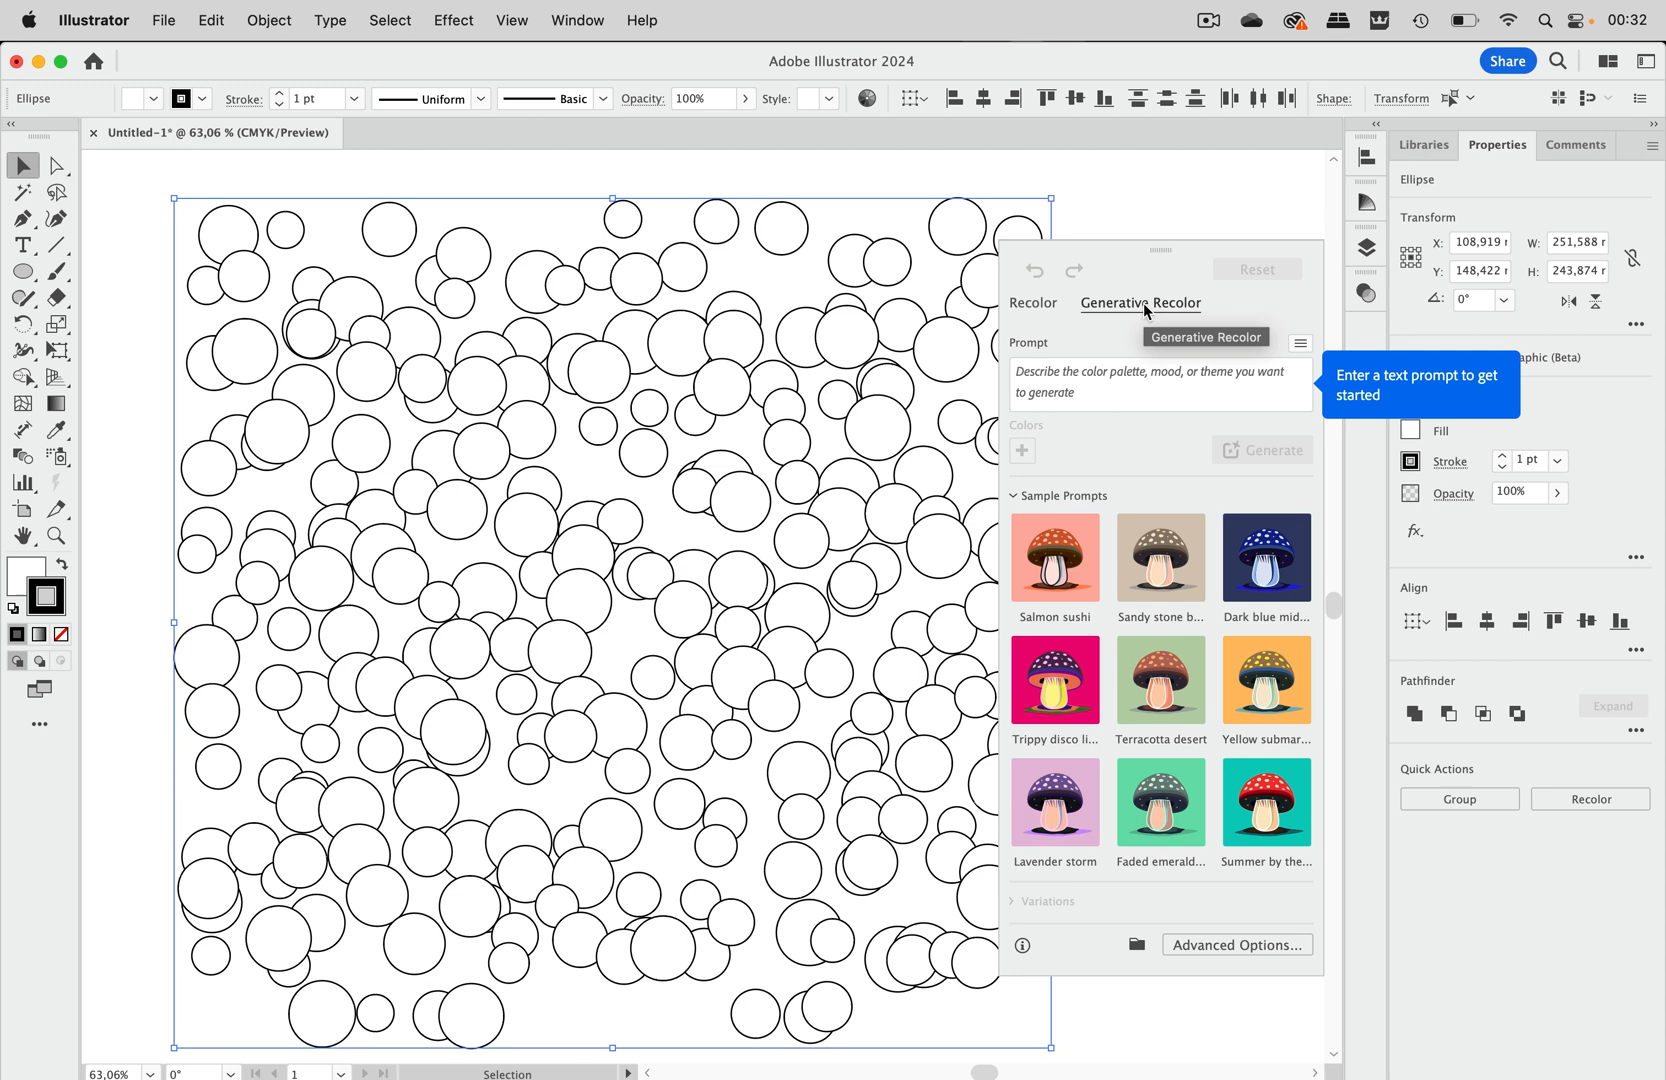 Illustrator File Edit Object Type Select Effect View Window Help 00:32
Adobe Illustrator 2024 Share
Ellipse Stroke: 1 pt Uniform Basic Opacity: 100% Style: Shape: Transform
× Untitled-1* @ 63,06 % (CMYK/Preview)
Libraries Properties Comments
Ellipse
Transform
X: 108,919 r W: 251,588 r
Y: 148,422 r H: 243,874 r
0°
aphic (Beta)
Fill
Stroke 1 pt
Opacity 100%
fx.
Align
Pathfinder
Expand
Quick Actions
Group Recolor
Reset
Recolor Generative Recolor
Generative Recolor
Prompt
Describe the color palette, mood, or theme you want
to generate
Enter a text prompt to get
started
Colors
Generate
Sample Prompts
Salmon sushi Sandy stone b... Dark blue mid...
Trippy disco li... Terracotta desert Yellow submar...
Lavender storm Faded emerald... Summer by the...
Variations
Advanced Options...
63,06% 0° 1 Selection